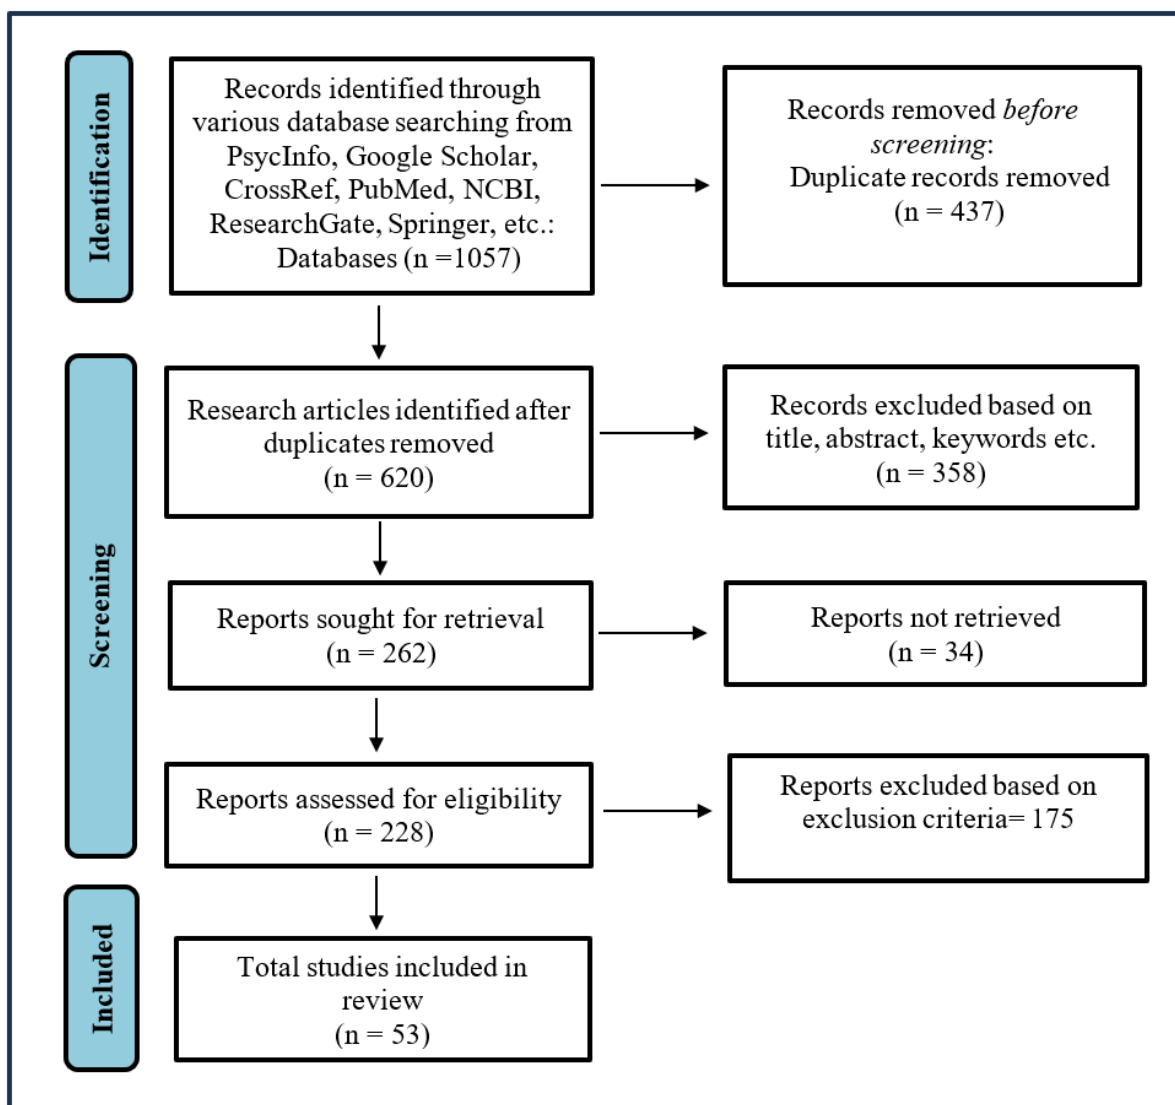 Identification
Records identified through
various database searching from
PsycInfo, Google Scholar,
CrossRef, PubMed, NCBI,
ResearchGate, Springer, etc.:
Databases (n =1057)
Records removed before
screening:
Duplicate records removed
(n = 437)
Screening
Research articles identified after
duplicates removed
(n = 620)
Records excluded based on
title, abstract, keywords etc.
(n = 358)
Reports sought for retrieval
(n = 262)
Reports not retrieved
(n = 34)
Reports assessed for eligibility
(n = 228)
Reports excluded based on
exclusion criteria= 175
Included
Total studies included in
review
(n = 53)